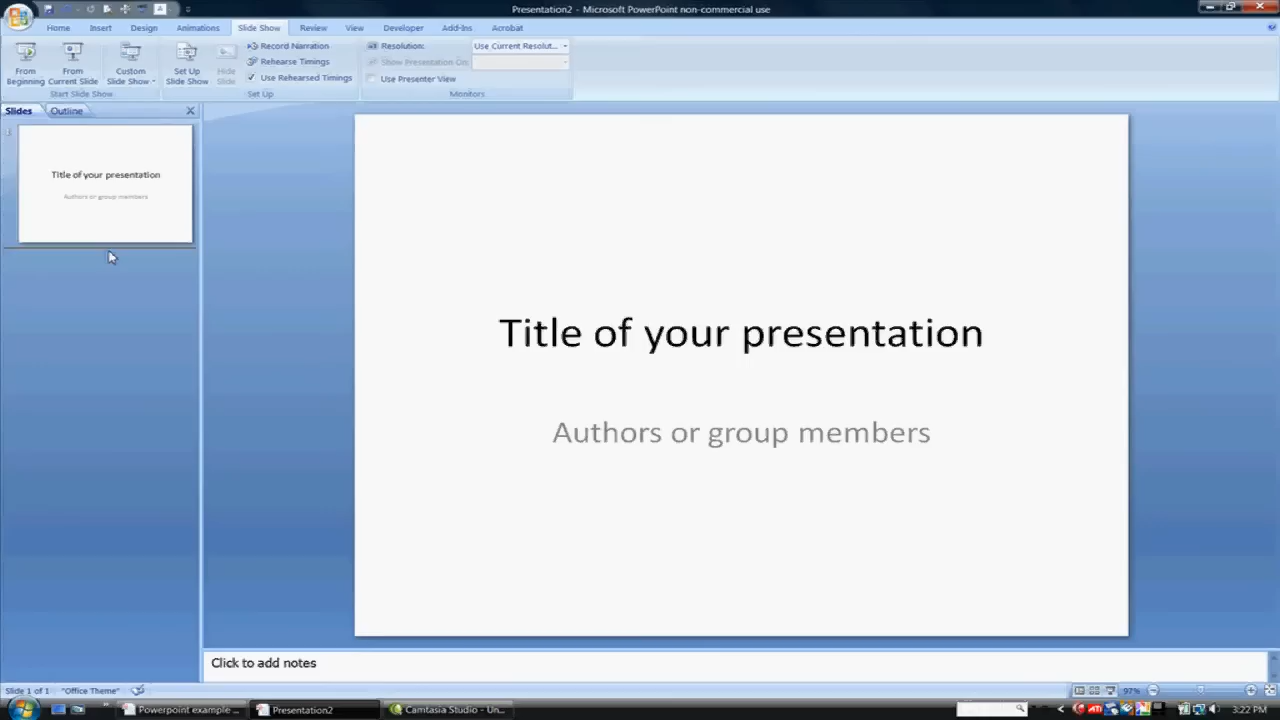 Presentation2 - Microsoft PowerPoint non-commercial use
Home Insert Design Animations Slide Show Review View Developer Add-Ins Acrobat
From Beginning
From Current Slide
Custom Slide Show
Set Up Slide Show
Hide Slide
Record Narration
Rehearse Timings
Use Rehearsed Timings
Resolution: Use Current Resolut...
Show Presentation On:
Use Presenter View
Start Slide Show Set Up Monitors
Slides Outline
1
Title of your presentation
Authors or group members
Title of your presentation
Authors or group members
Click to add notes
Slide 1 of 1 "Office Theme" 97%
Powerpoint example ... Presentation2 Camtasia Studio - Un... 3:22 PM